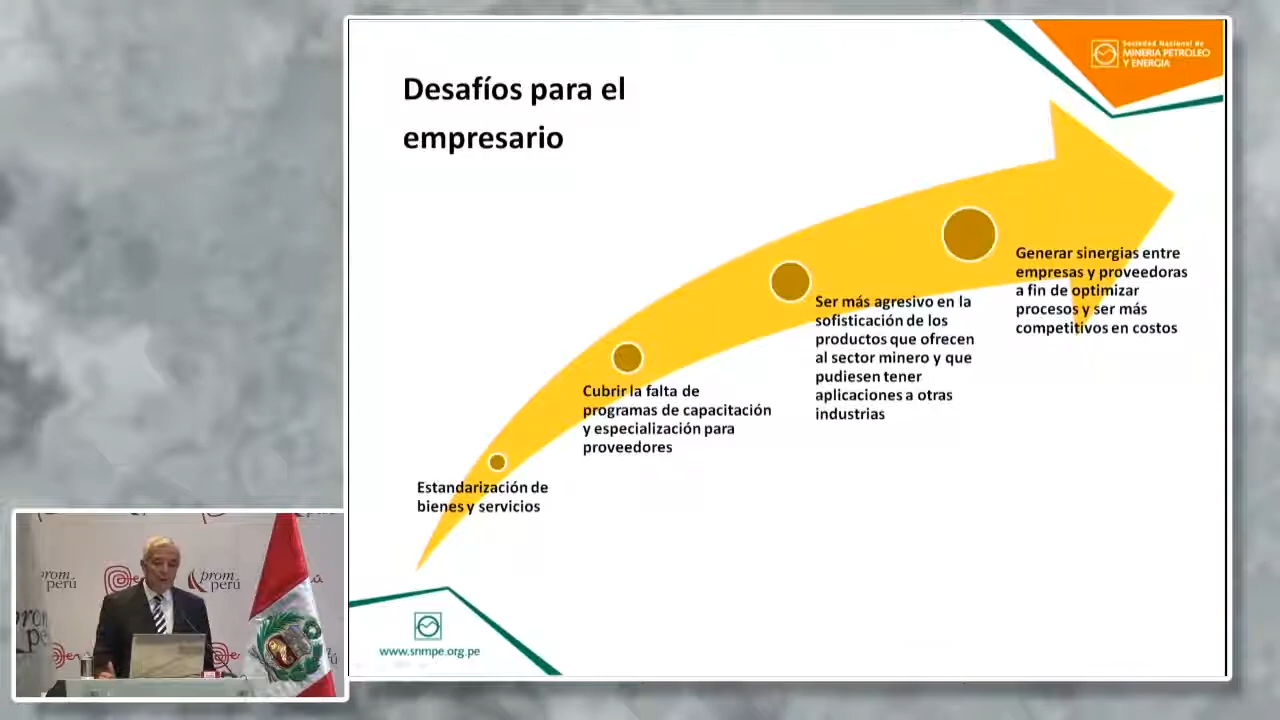 Sociedad Nacional de
MINERIA PETROLEO
Y ENERGIA
Desafíos para el
empresario
Generar sinergias entre
empresas y proveedoras
a fin de optimizar
procesos y ser más
competitivos en costos
Ser más agresivo en la
sofisticación de los
productos que ofrecen
al sector minero y que
pudiesen tener
aplicaciones a otras
industrias
Cubrir la falta de
programas de capacitación
y especialización para
proveedores
Estandarización de
bienes y servicios
www.snmpe.org.pe
prom
perú
prom
perú